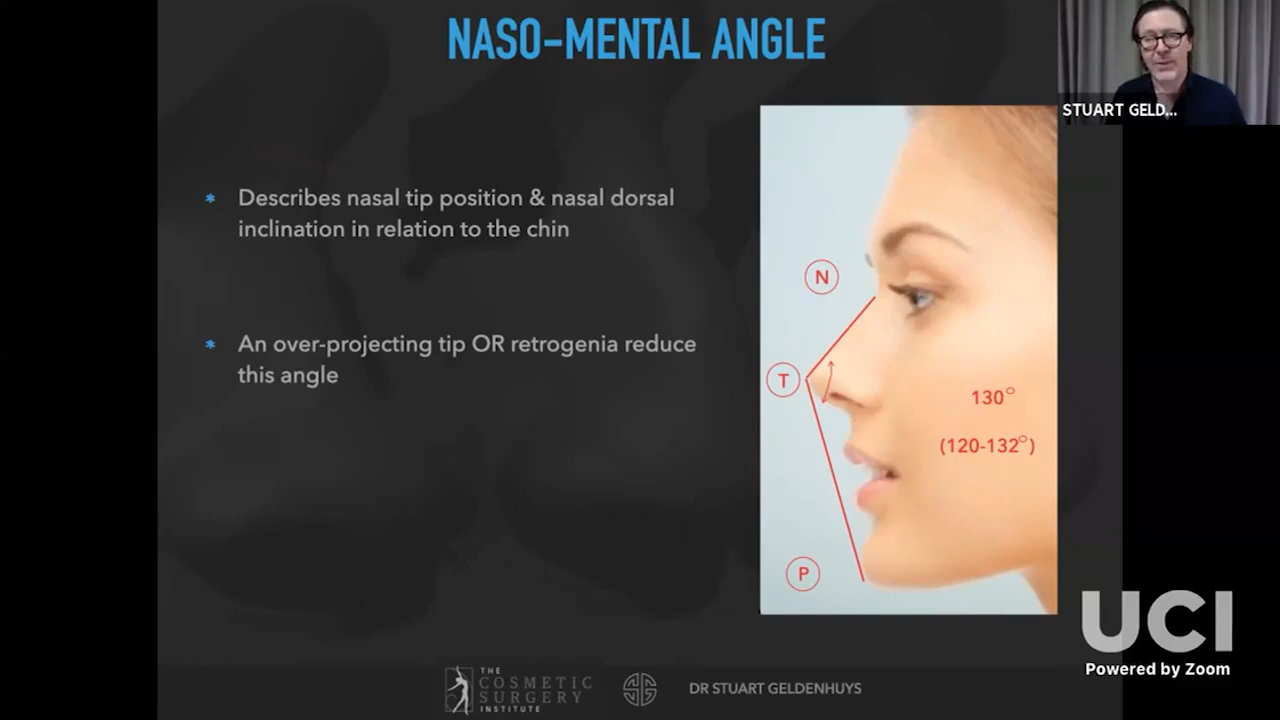 NASO-MENTAL ANGLE
STUART GELD...
* Describes nasal tip position & nasal dorsal
inclination in relation to the chin
N
* An over-projecting tip OR retrogenia reduce
this angle
T
130°
(120-132°)
P
UCI
Powered by Zoom
THE
COSMETIC
SURGERY
INSTITUTE
DR STUART GELDENHUYS